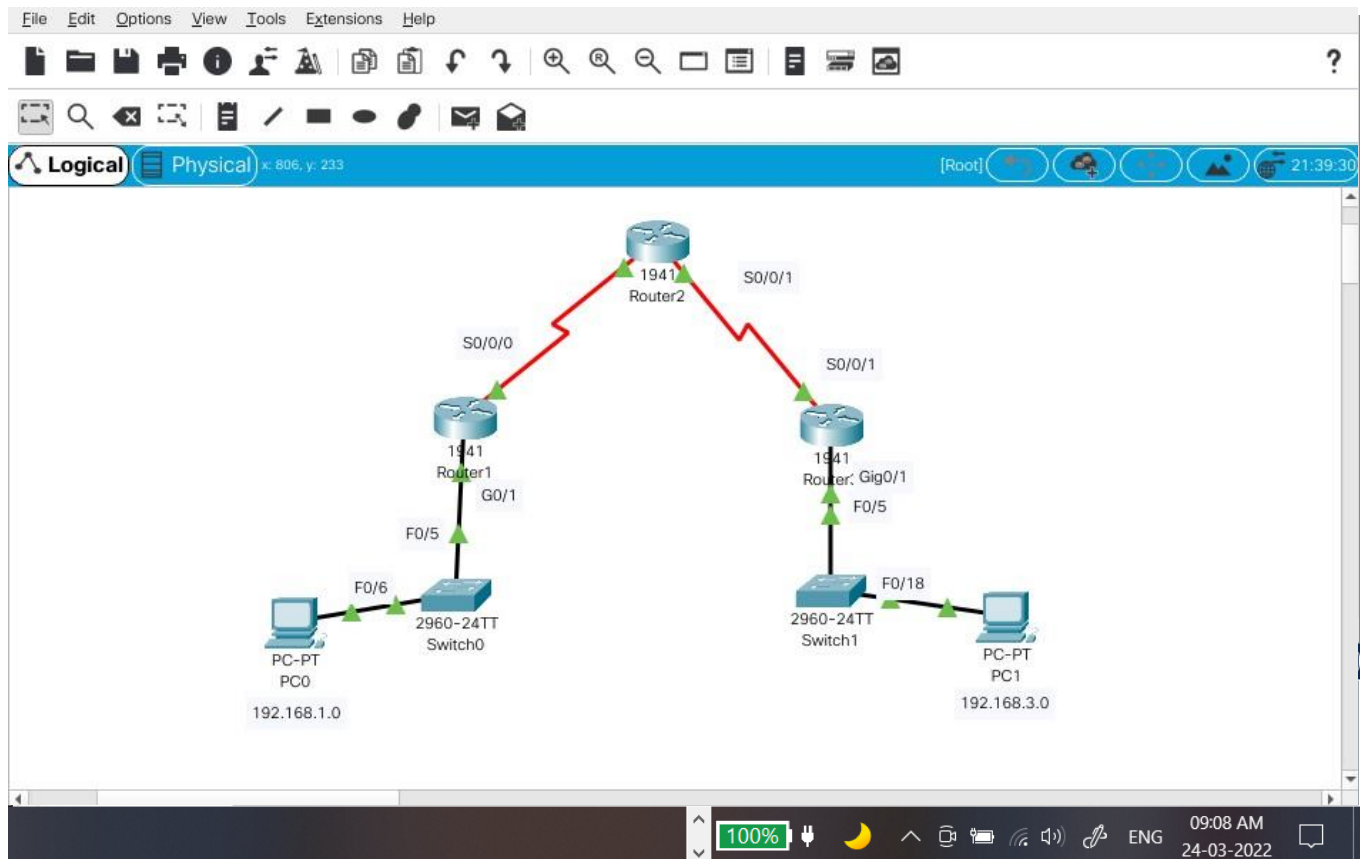 File Edit Options View Tools Extensions Help
?
Logical Physical x: 806, y: 233 [Root] 21:39:30
1941
Router2
S0/0/1
S0/0/0
S0/0/1
1941
Router1
G0/1
1941
Router
Gig0/1
F0/5
F0/5
F0/6
F0/18
2960-24TT
Switch0
2960-24TT
Switch1
PC-PT
PC0
192.168.1.0
PC-PT
PC1
192.168.3.0
100% ENG 09:08 AM
24-03-2022